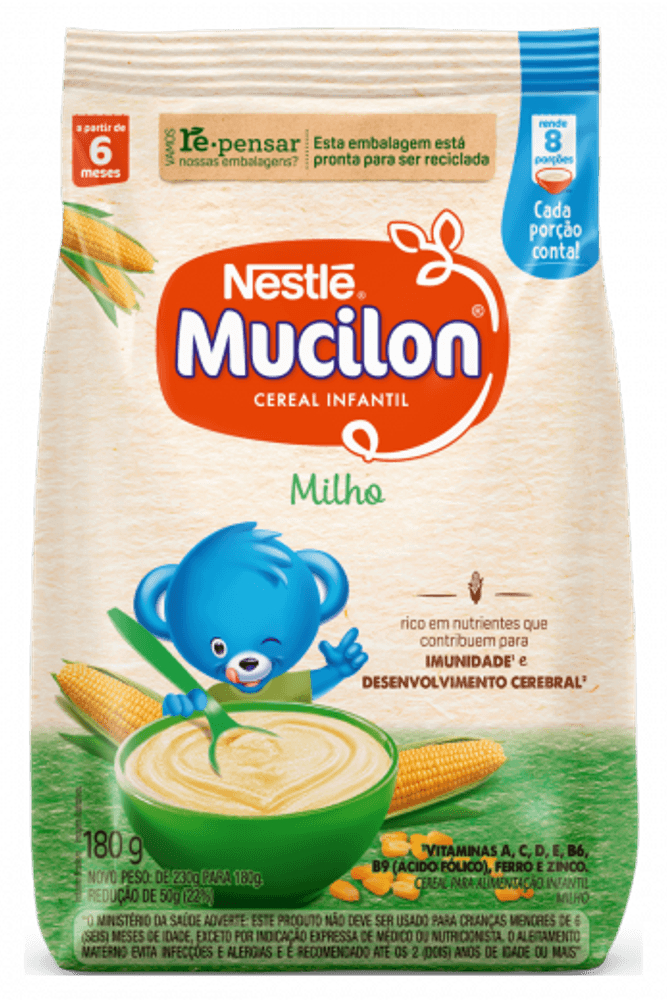 a partir de
6
meses
VAMOS
re·pensar
nossas embalagens?
Esta embalagem está
pronta para ser reciclada
rende
8
porções
Cada
porção
conta!
Nestlé®
Mucilon®
CEREAL INFANTIL
Milho
rico em nutrientes que
contribuem para
IMUNIDADE¹ e
DESENVOLVIMENTO CEREBRAL²
180g
NOVO PESO: DE 230g PARA 180g.
REDUÇÃO DE 50g (22%)
¹VITAMINAS A, C, D, E, B6,
B9 (ÁCIDO FÓLICO), FERRO E ZINCO.
CEREAL PARA ALIMENTAÇÃO INFANTIL
MILHO
"O MINISTÉRIO DA SAÚDE ADVERTE: ESTE PRODUTO NÃO DEVE SER USADO PARA CRIANÇAS MENORES DE 6
(SEIS) MESES DE IDADE, EXCETO POR INDICAÇÃO EXPRESSA DE MÉDICO OU NUTRICIONISTA. O ALEITAMENTO
MATERNO EVITA INFECÇÕES E ALERGIAS E É RECOMENDADO ATÉ OS 2 (DOIS) ANOS DE IDADE OU MAIS"